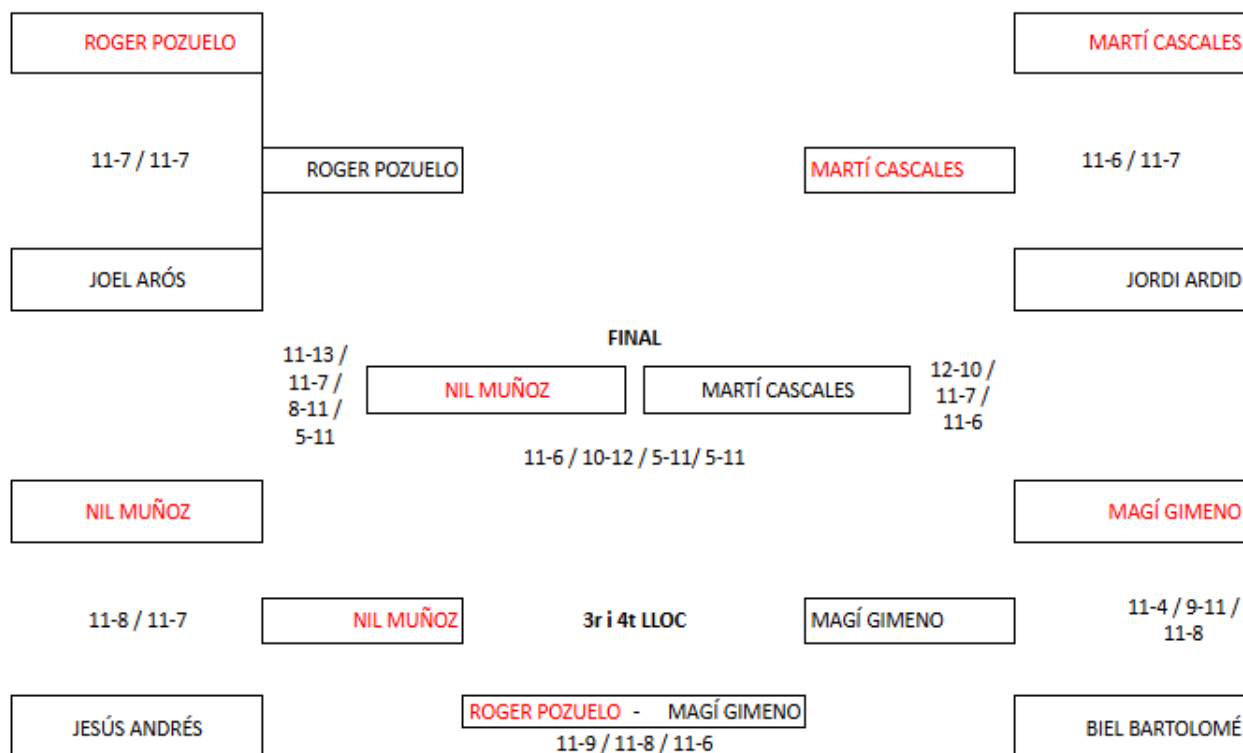 ROGER POZUELO
MARTÍ CASCALES
11-7 / 11-7
ROGER POZUELO
MARTÍ CASCALES
11-6 / 11-7
JOEL ARÓS
JORDI ARDID
FINAL
11-13 /
11-7 /
8-11 /
5-11
NIL MUÑOZ
MARTÍ CASCALES
12-10 /
11-7 /
11-6
11-6 / 10-12 / 5-11/ 5-11
NIL MUÑOZ
MAGÍ GIMENO
11-8 / 11-7
NIL MUÑOZ
3r i 4t LLOC
MAGÍ GIMENO
11-4 / 9-11 /
11-8
JESÚS ANDRÉS
ROGER POZUELO - MAGÍ GIMENO
BIEL BARTOLOMÉ
11-9 / 11-8 / 11-6